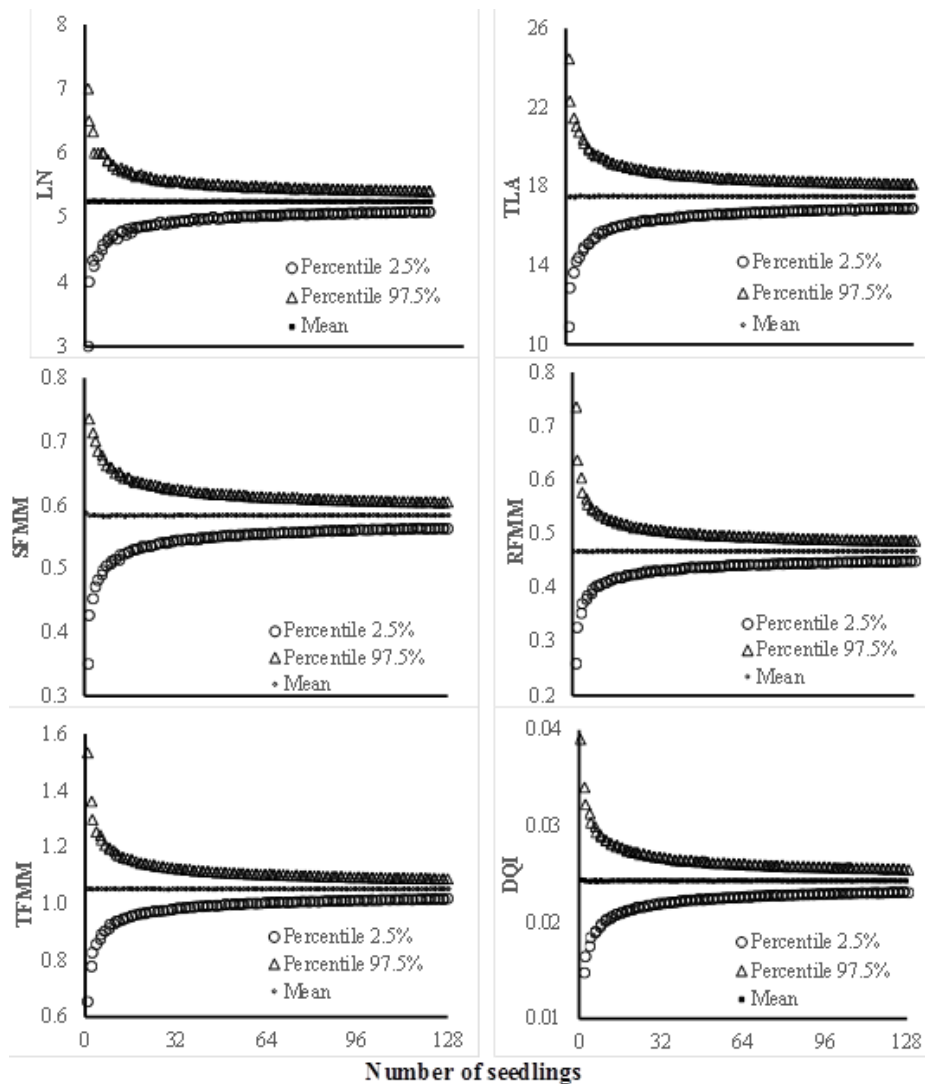 8
7
6
5
4
3
LN
Percentile 2.5%
Percentile 97.5%
Mean
26
22
18
14
10
TLA
Percentile 2.5%
Percentile 97.5%
Mean
0.8
0.7
0.6
0.5
0.4
0.3
SFMM
Percentile 2.5%
Percentile 97.5%
Mean
0.8
0.7
0.6
0.5
0.4
0.3
0.2
RFMM
Percentile 2.5%
Percentile 97.5%
Mean
1.6
1.4
1.2
1.0
0.8
0.6
TFMM
Percentile 2.5%
Percentile 97.5%
Mean
0 32 64 96 128
0.04
0.03
0.02
0.01
DQI
Percentile 2.5%
Percentile 97.5%
Mean
0 32 64 96 128
Number of seedlings